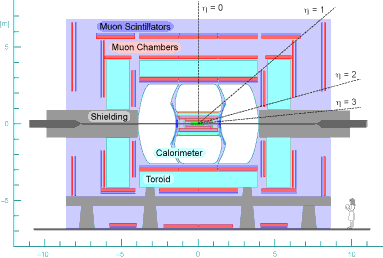 [m]
η = 0
η = 1
Muon Scintillators
Muon Chambers
5
η = 2
η = 3
Shielding
0
Calorimeter
Toroid
−5
−10
−5
0
5
10